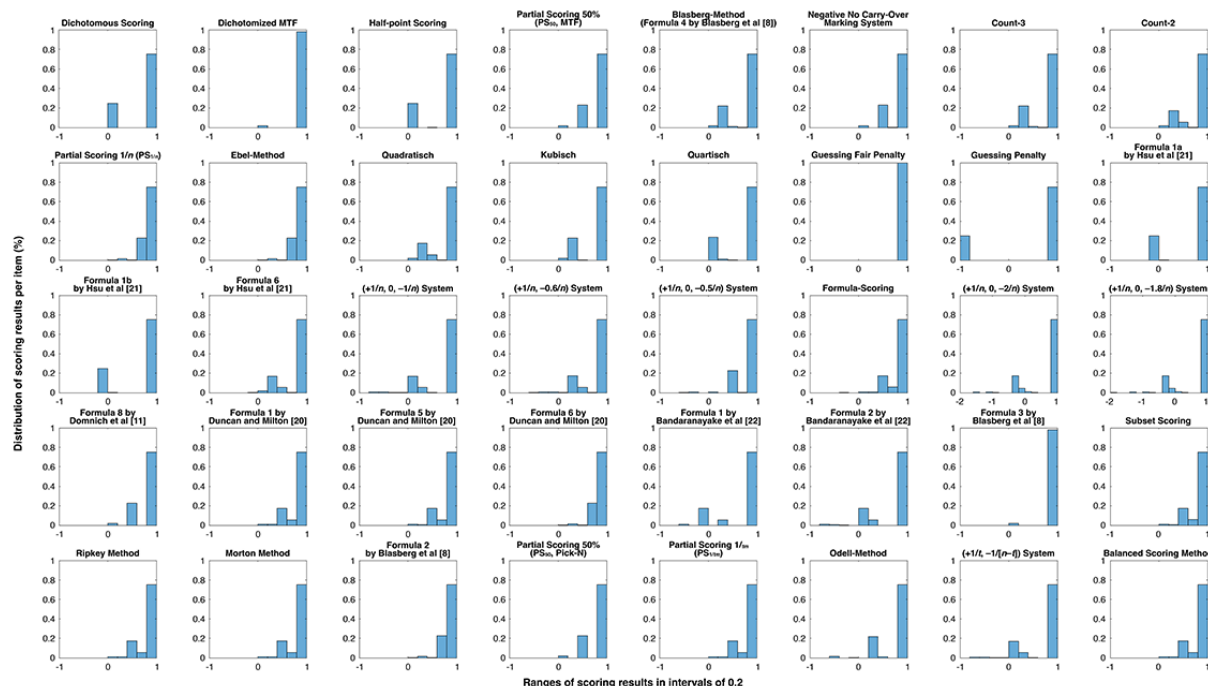 Dichotomous Scoring
Dichotomized MTF
Half-point Scoring
Partial Scoring 50%
(PS₅₀, MTF)
Blasberg-Method
(Formula 4 by Blasberg et al [8])
Negative No Carry-Over
Marking System
Count-3
Count-2
Partial Scoring 1/n (PS₁/ₙ)
Ebel-Method
Quadratisch
Kubisch
Quartisch
Guessing Fair Penalty
Guessing Penalty
Formula 1a
by Hsu et al [21]
Formula 1b
by Hsu et al [21]
Formula 6
by Hsu et al [21]
(+1/n, 0, –1/n) System
(+1/n, 0, –0.6/n) System
(+1/n, 0, –0.5/n) System
Formula-Scoring
(+1/n, 0, –2/n) System
(+1/n, 0, –1.8/n) System
Formula 8 by
Domnich et al [11]
Formula 1 by
Duncan and Milton [20]
Formula 5 by
Duncan and Milton [20]
Formula 6 by
Duncan and Milton [20]
Formula 1 by
Bandaranayake et al [22]
Formula 2 by
Bandaranayake et al [22]
Formula 3 by
Blasberg et al [8]
Subset Scoring
Ripkey Method
Morton Method
Formula 2
by Blasberg et al [8]
Partial Scoring 50%
(PS₅₀, Pick-N)
Partial Scoring 1/
Odell-Method
(+1/t, –1/[n–t]) System
Balanced Scoring Method
Distribution of scoring results per item (%)
Ranges of scoring results in intervals of 0.2